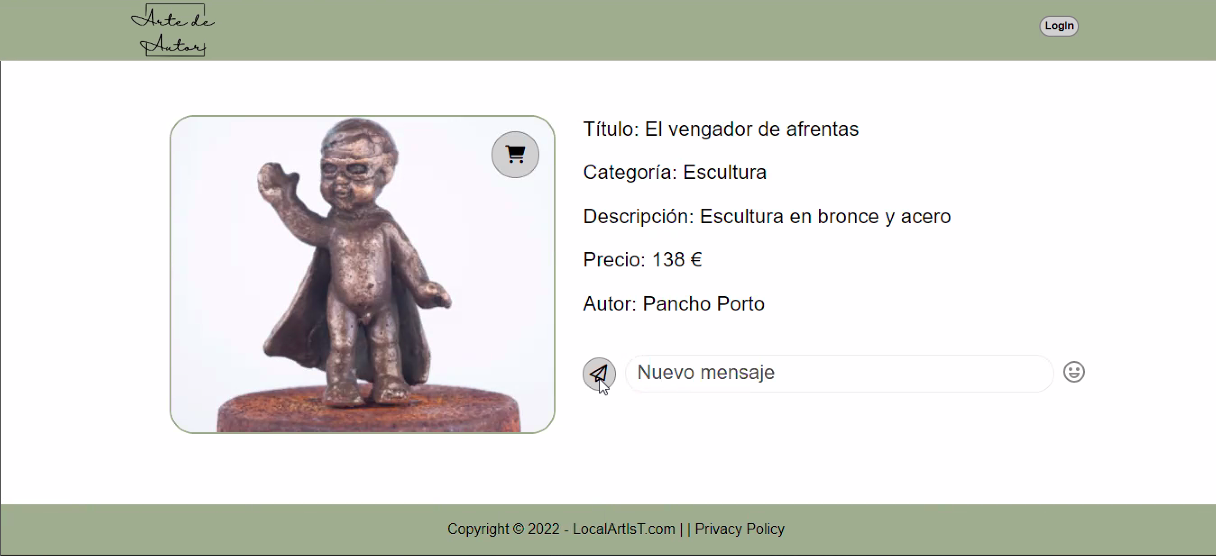 Arte de
Autor
LogIn
Título: El vengador de afrentas
Categoría: Escultura
Descripción: Escultura en bronce y acero
Precio: 138 €
Autor: Pancho Porto
Nuevo mensaje
Copyright © 2022 - LocalArtIsT.com | | Privacy Policy